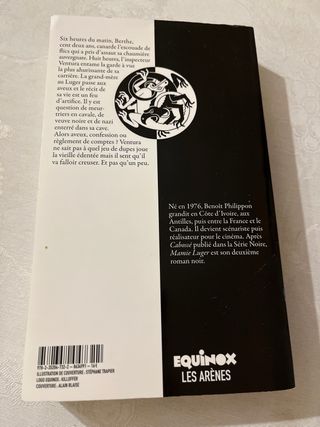 Six heures du matin, Berthe,
cent deux ans, canarde l'escouade de
flics qui a pris d'assaut sa chaumière
auvergnate. Huit heures, l'inspecteur
Ventura entame la garde à vue
la plus ahurissante de sa
carrière. La grand-mère
au Luger passe aux
aveux et le récit de
sa vie est un feu
d'artifice. Il y est
question de meur-
triers en cavale, de
veuve noire et de nazi
enterré dans sa cave.
Alors aveux, confession ou
règlement de comptes ? Ventura
ne sait pas à quel jeu de dupes joue
la vieille édentée mais il sent qu'il
va falloir creuser. Et pas qu'un peu.
Né en 1976, Benoît Philippon
grandit en Côte d'Ivoire, aux
Antilles, puis entre la France et le
Canada. Il devient scénariste puis
réalisateur pour le cinéma. Après
Cabossé publié dans la Série Noire,
Mamie Luger est son deuxième
roman noir.
EQUINOX
LES ARÈNES
ILLUSTRATION DE COUVERTURE : STÉPHANE TRAPIER
LOGO EQUINOX : KILLOFFER
COUVERTURE : ALAIN BLAISE